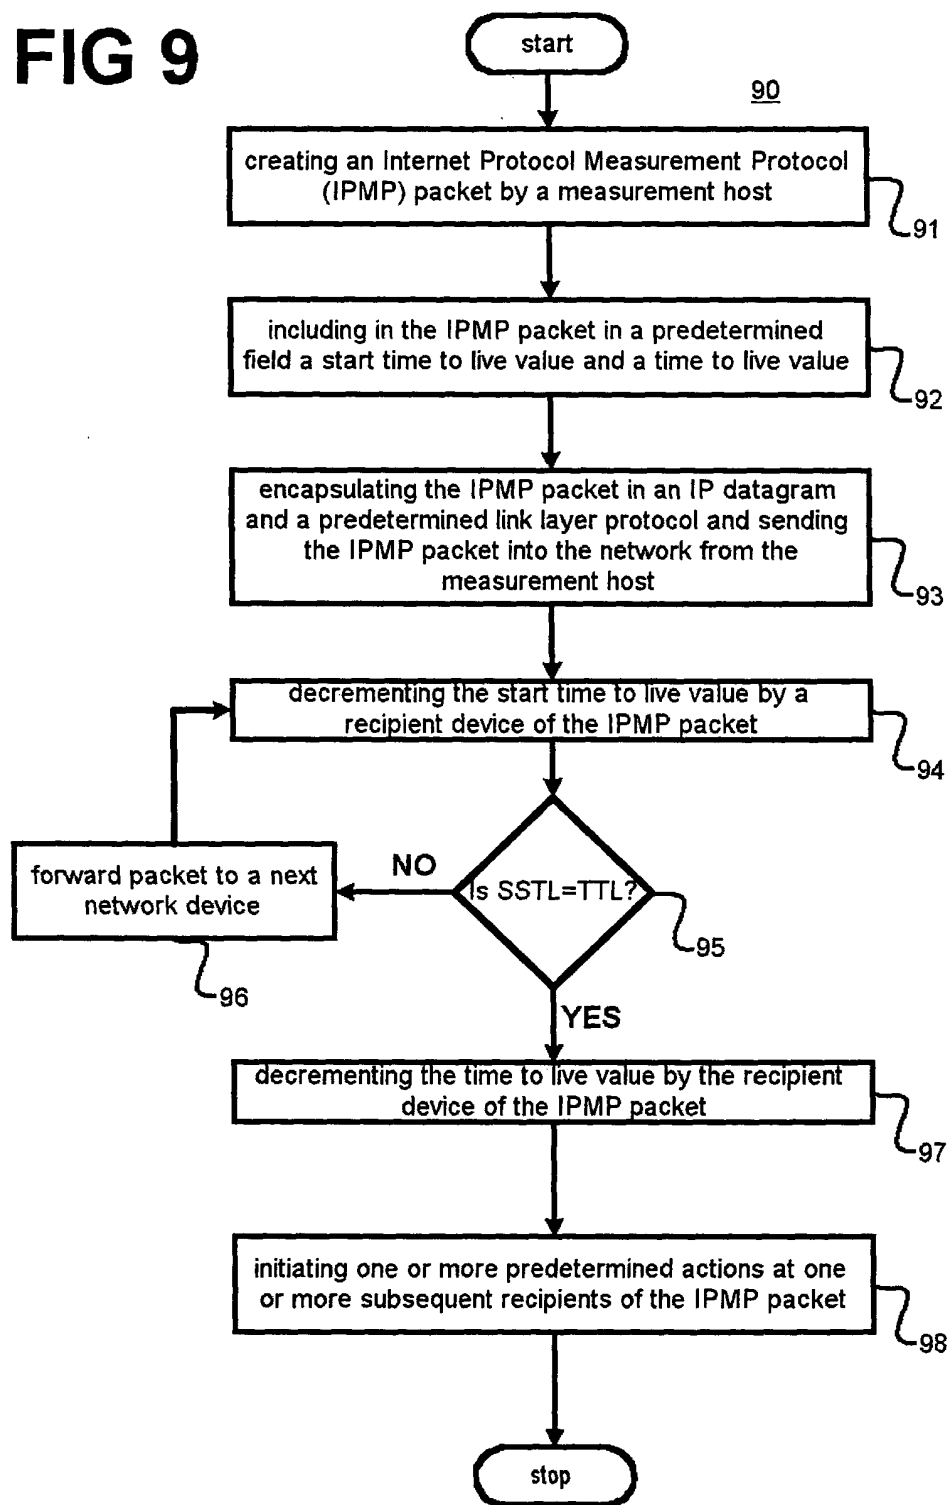 FIG 9
start
90
creating an Internet Protocol Measurement Protocol
(IPMP) packet by a measurement host
91
including in the IPMP packet in a predetermined
field a start time to live value and a time to live value
92
encapsulating the IPMP packet in an IP datagram
and a predetermined link layer protocol and sending
the IPMP packet into the network from the
measurement host
93
decrementing the start time to live value by a
recipient device of the IPMP packet
94
forward packet to a next
network device
96
NO
Is SSTL=TTL?
95
YES
decrementing the time to live value by the recipient
device of the IPMP packet
97
initiating one or more predetermined actions at one
or more subsequent recipients of the IPMP packet
98
stop